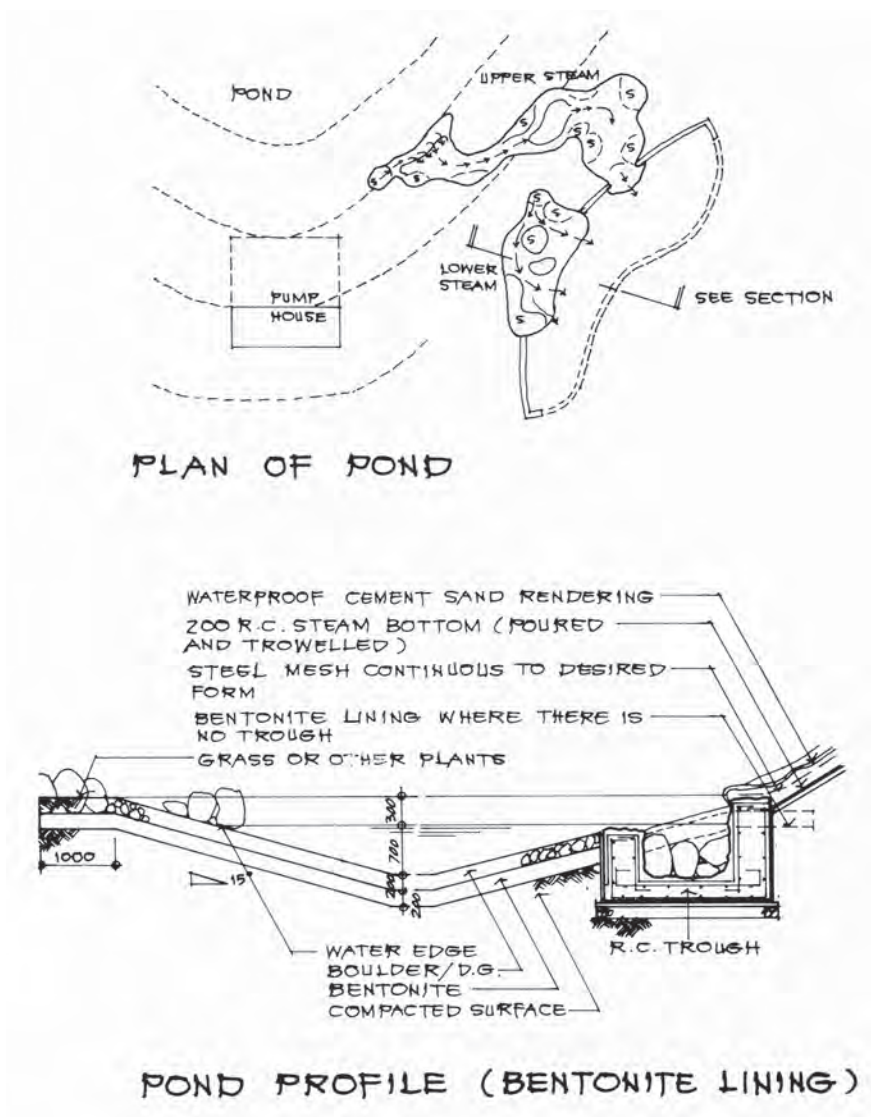 UPPER STEAM
POND
S
S
S
S
S
S
S
S
S
S
S
S
LOWER
STEAM
PUMP
HOUSE
SEE SECTION
PLAN OF POND
WATERPROOF CEMENT SAND RENDERING
200 R.C. STEAM BOTTOM (POURED
AND TROWELLED)
STEEL MESH CONTINUOUS TO DESIRED
FORM
BENTONITE LINING WHERE THERE IS
NO TROUGH
GRASS OR OTHER PLANTS
300
700
1000
15°
200
200
R.C. TROUGH
WATER EDGE
BOULDER/D.G.
BENTONITE
COMPACTED SURFACE
POND PROFILE (BENTONITE LINING)